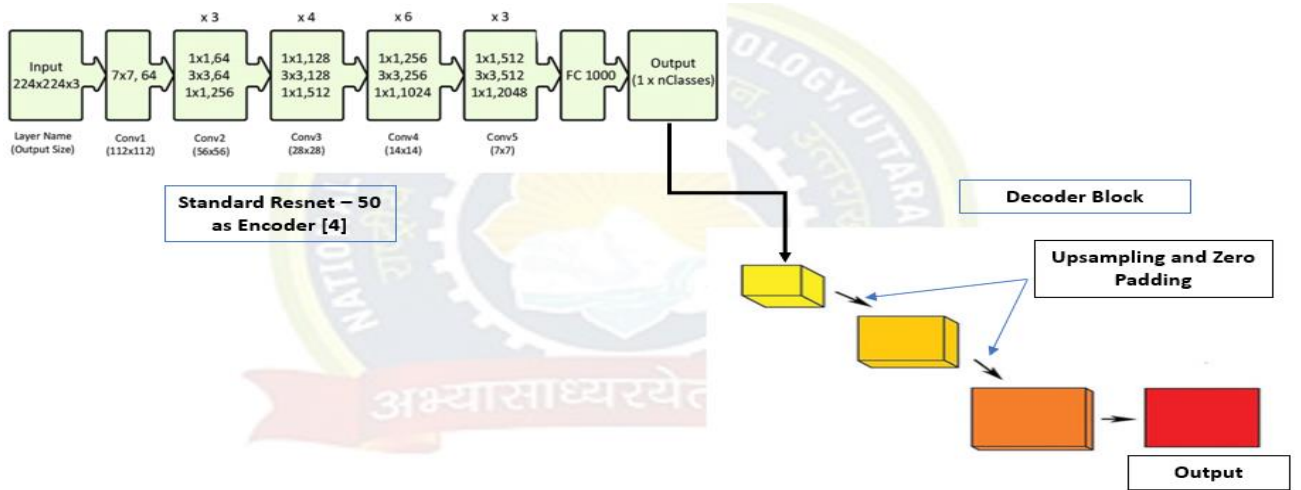 x 3
x 4
x 6
x 3
Input
224x224x3
7x7, 64
1x1,64
3x3,64
1x1,256
1x1,128
3x3,128
1x1,512
1x1,256
3x3,256
1x1,1024
1x1,512
3x3,512
1x1,2048
FC 1000
Output
(1 x nClasses)
Layer Name
(Output Size)
Conv1
(112x112)
Conv2
(56x56)
Conv3
(28x28)
Conv4
(14x14)
Conv5
(7x7)
Standard Resnet – 50
as Encoder [4]
Decoder Block
Upsampling and Zero
Padding
Output
OLOGY, UTTARA
अभ्यासाध्यरयेत